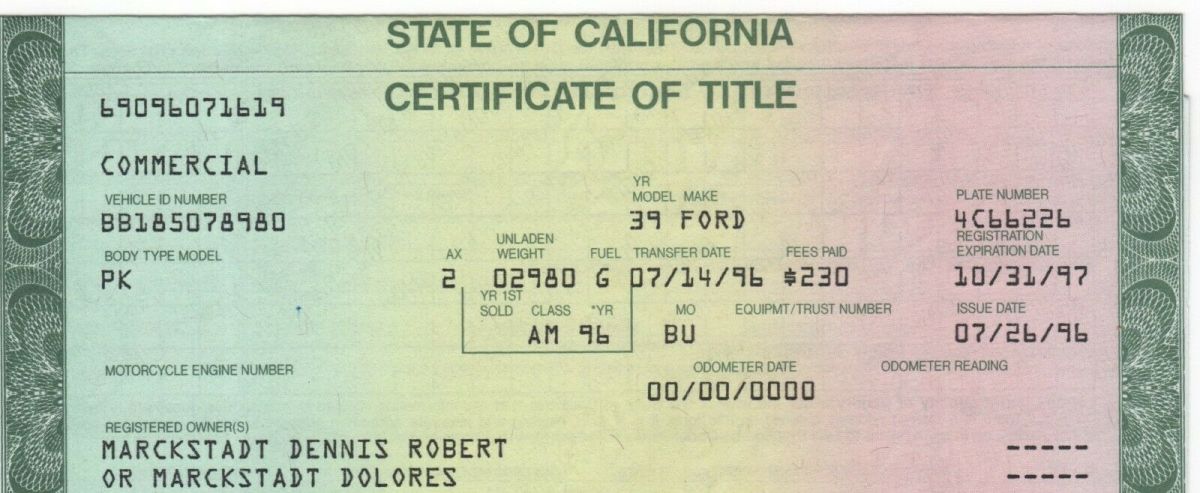 STATE OF CALIFORNIA
CERTIFICATE OF TITLE
69096071619
COMMERCIAL
VEHICLE ID NUMBER
YR
MODEL MAKE
PLATE NUMBER
BB185078980
39 FORD
4C66226
BODY TYPE MODEL
AX
UNLADEN
WEIGHT
FUEL
TRANSFER DATE
FEES PAID
REGISTRATION
EXPIRATION DATE
PK
2
02980
G
07/14/96
$230
10/31/97
YR 1ST
SOLD
CLASS
*YR
MO
EQUIPMT/TRUST NUMBER
ISSUE DATE
AM
96
BU
07/26/96
MOTORCYCLE ENGINE NUMBER
ODOMETER DATE
ODOMETER READING
00/00/0000
REGISTERED OWNER(S)
MARCKSTADT DENNIS ROBERT
-----
OR MARCKSTADT DOLORES
-----